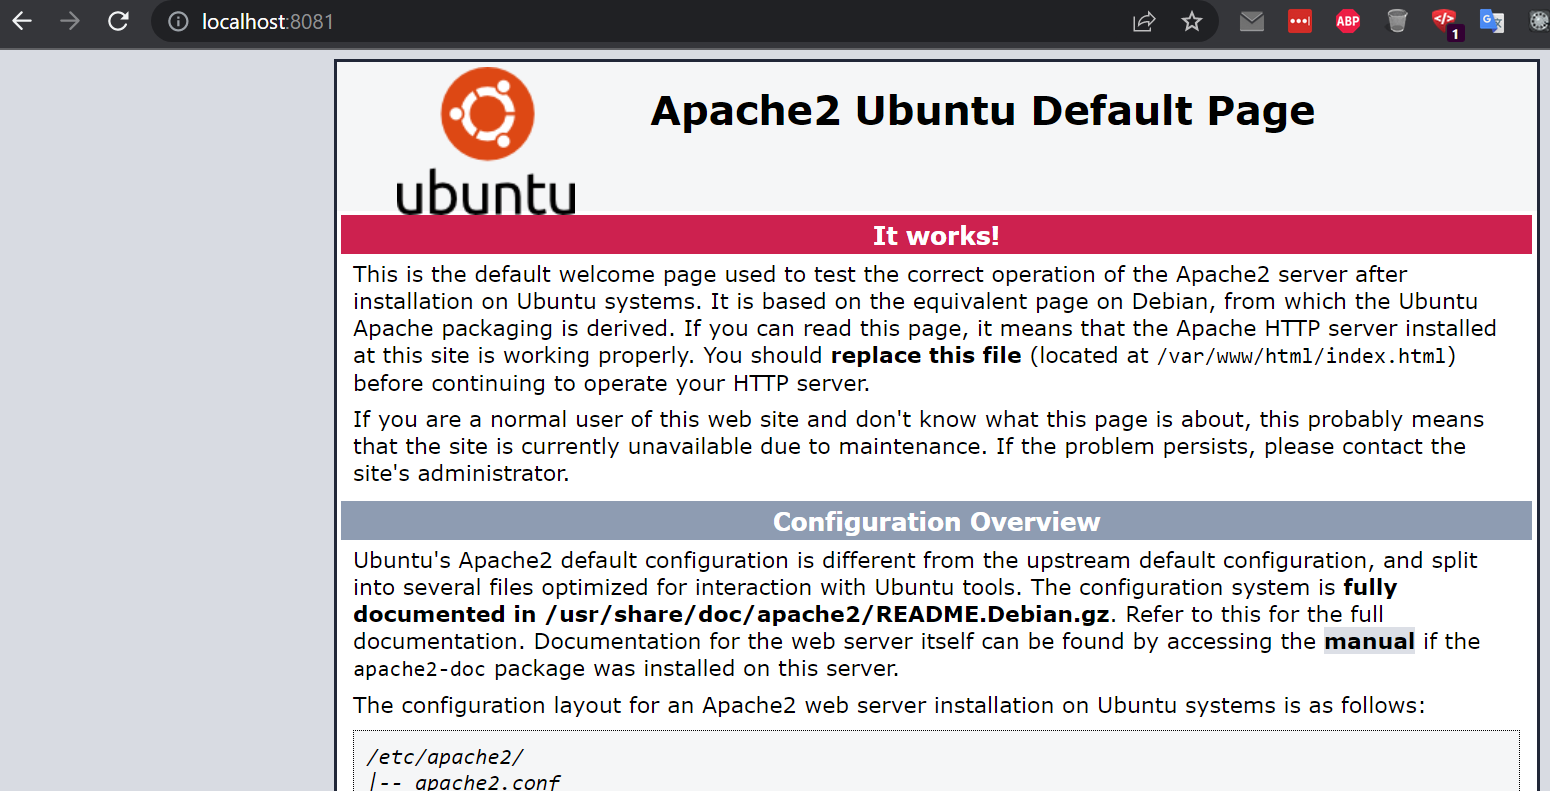 localhost:8081
ABP
1
ubuntu
Apache2 Ubuntu Default Page
It works!
This is the default welcome page used to test the correct operation of the Apache2 server after
installation on Ubuntu systems. It is based on the equivalent page on Debian, from which the Ubuntu
Apache packaging is derived. If you can read this page, it means that the Apache HTTP server installed
at this site is working properly. You should replace this file (located at /var/www/html/index.html)
before continuing to operate your HTTP server.
If you are a normal user of this web site and don't know what this page is about, this probably means
that the site is currently unavailable due to maintenance. If the problem persists, please contact the
site's administrator.
Configuration Overview
Ubuntu's Apache2 default configuration is different from the upstream default configuration, and split
into several files optimized for interaction with Ubuntu tools. The configuration system is fully
documented in /usr/share/doc/apache2/README.Debian.gz. Refer to this for the full
documentation. Documentation for the web server itself can be found by accessing the manual if the
apache2-doc package was installed on this server.
The configuration layout for an Apache2 web server installation on Ubuntu systems is as follows:
/etc/apache2/
|-- apache2.conf